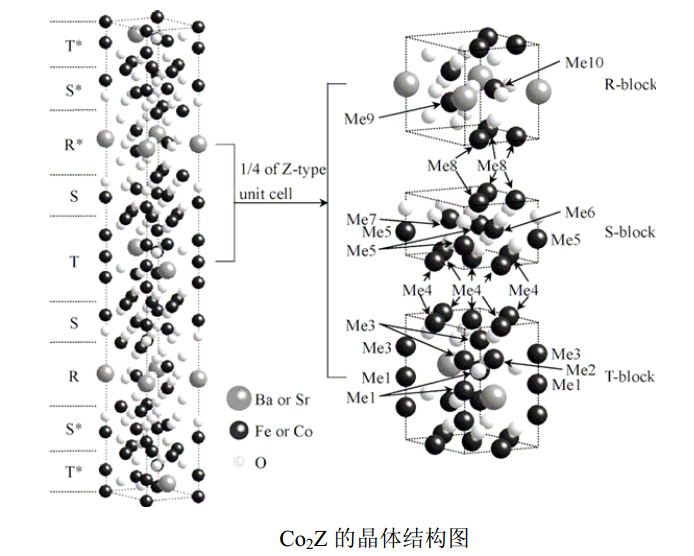 T*
S*
R*
S
T
S
R
S*
T*
1/4 of Z-type
unit cell
Ba or Sr
Fe or Co
O
Me10
R-block
Me9
Me8
Me8
Me7
Me6
Me5
Me5
Me5
S-block
Me4
Me4
Me4
Me3
Me3
Me3
Me2
Me1
Me1
Me1
T-block
Co₂Z 的晶体结构图